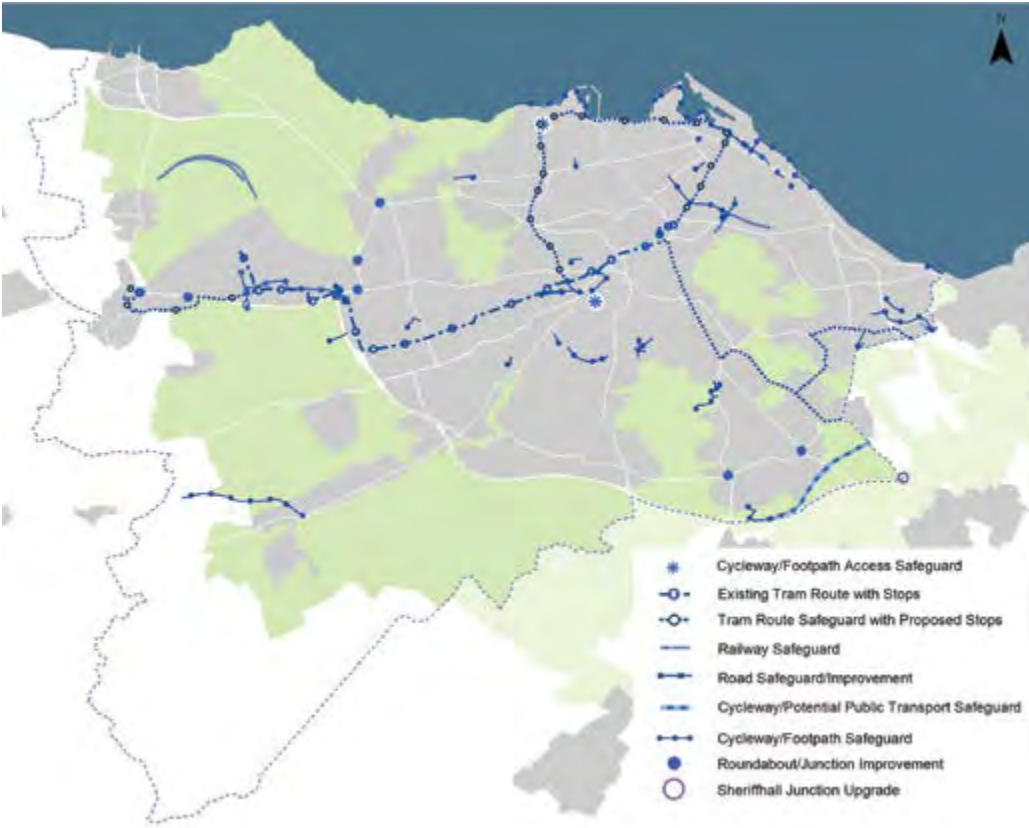 N
Cycleway/Footpath Access Safeguard
Existing Tram Route with Stops
Tram Route Safeguard with Proposed Stops
Railway Safeguard
Road Safeguard/Improvement
Cycleway/Potential Public Transport Safeguard
Cycleway/Footpath Safeguard
Roundabout/Junction Improvement
Sheriffhall Junction Upgrade